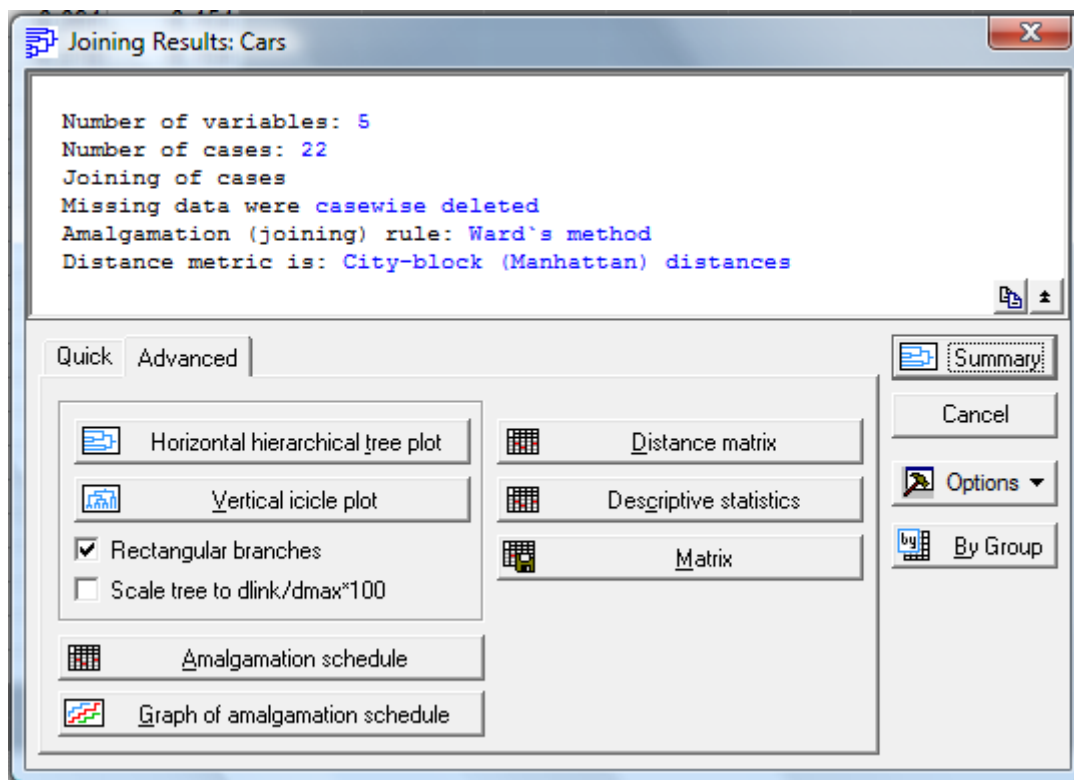 Joining Results: Cars
Number of variables: 5
Number of cases: 22
Joining of cases
Missing data were casewise deleted
Amalgamation (joining) rule: Ward`s method
Distance metric is: City-block (Manhattan) distances
Quick
Advanced
Summary
Cancel
Options
By Group
by
Horizontal hierarchical tree plot
Vertical icicle plot
Rectangular branches
Scale tree to dlink/dmax*100
Distance matrix
Descriptive statistics
Matrix
Amalgamation schedule
Graph of amalgamation schedule